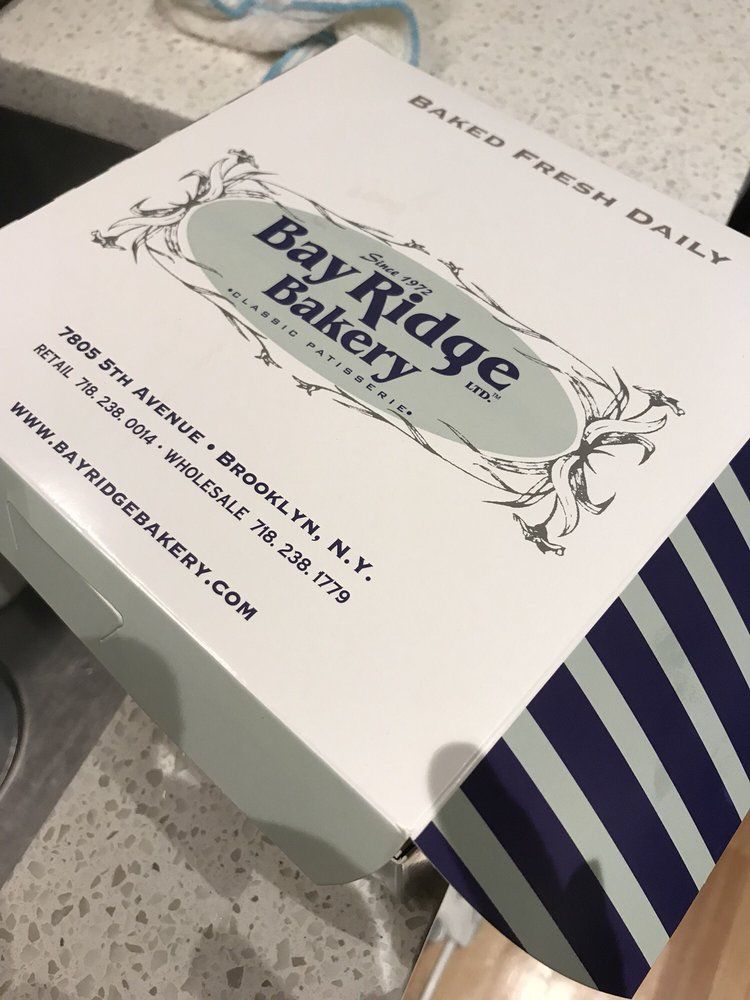 BAKED FRESH DAILY
Since 1972
Bay Ridge
Bakery LTD.™
•CLASSIC PATISSERIE•
7805 5TH AVENUE • BROOKLYN, N.Y.
RETAIL 718.238.0014 • WHOLESALE 718.238.1779
WWW.BAYRIDGEBAKERY.COM